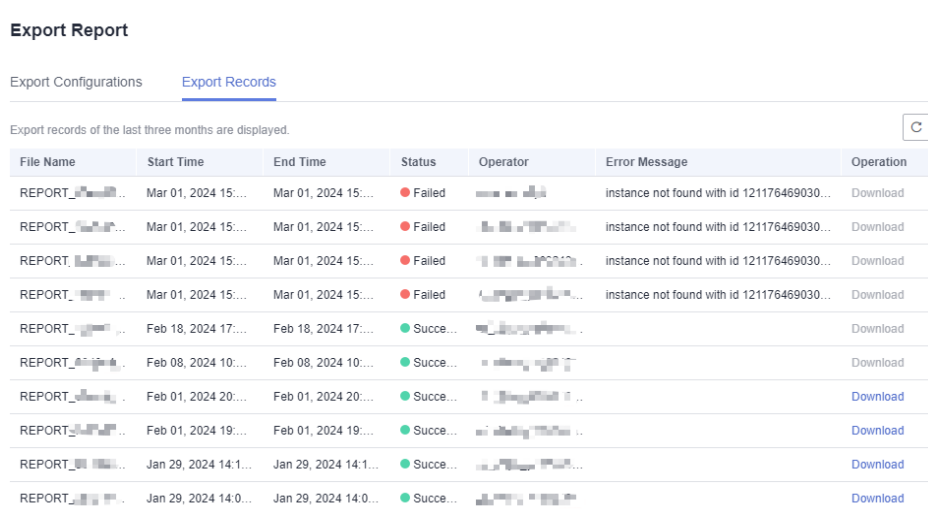 Export Report
Export Configurations Export Records
Export records of the last three months are displayed.
File Name Start Time End Time Status Operator Error Message Operation
REPORT_ ... Mar 01, 2024 15:... Mar 01, 2024 15:... Failed instance not found with id 121176469030... Download
REPORT_ ... Mar 01, 2024 15:... Mar 01, 2024 15:... Failed instance not found with id 121176469030... Download
REPORT_ ... Mar 01, 2024 15:... Mar 01, 2024 15:... Failed instance not found with id 121176469030... Download
REPORT_ ... Mar 01, 2024 15:... Mar 01, 2024 15:... Failed instance not found with id 121176469030... Download
REPORT_ ... Feb 18, 2024 17:... Feb 18, 2024 17:... Succe... Download
REPORT_ ... Feb 08, 2024 10:... Feb 08, 2024 10:... Succe... Download
REPORT_ ... Feb 01, 2024 20:... Feb 01, 2024 20:... Succe... Download
REPORT_ ... Feb 01, 2024 19:... Feb 01, 2024 19:... Succe... Download
REPORT_ ... Jan 29, 2024 14:1... Jan 29, 2024 14:1... Succe... Download
REPORT_ ... Jan 29, 2024 14:0... Jan 29, 2024 14:0... Succe... Download